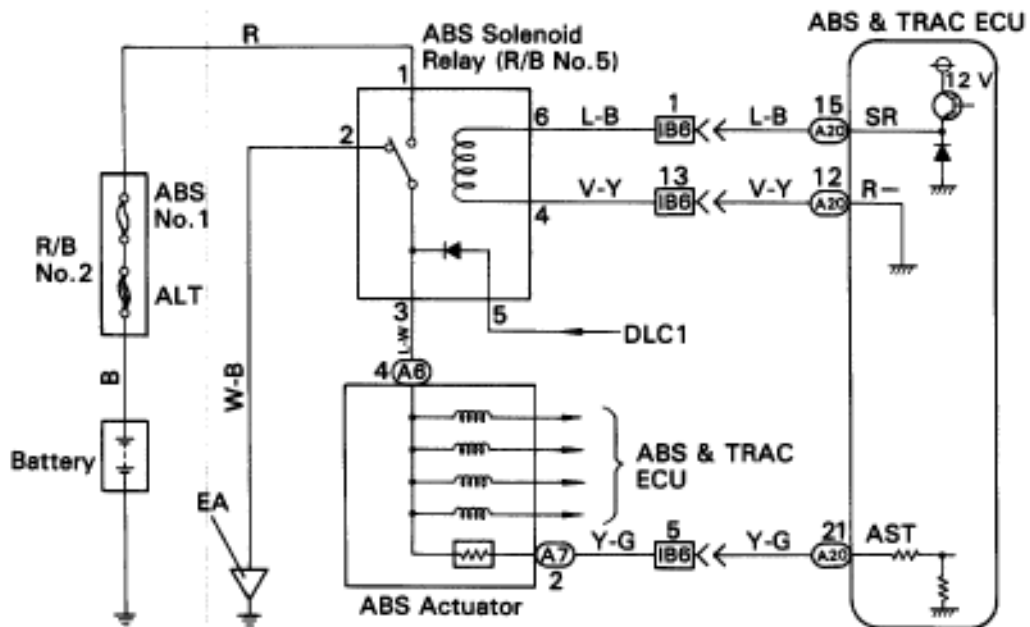 ABS & TRAC ECU
R
ABS Solenoid
Relay (R/B No.5)
1
12 V
6
L-B
1
IB6
L-B
15
A20
SR
2
V-Y
13
IB6
V-Y
12
A20
R−
4
ABS
No.1
R/B
No.2
ALT
3
5
DLC1
L-W
4
A6
B
W-B
Battery
ABS & TRAC
ECU
EA
Y-G
5
IB6
Y-G
21
A20
AST
A7
2
ABS Actuator